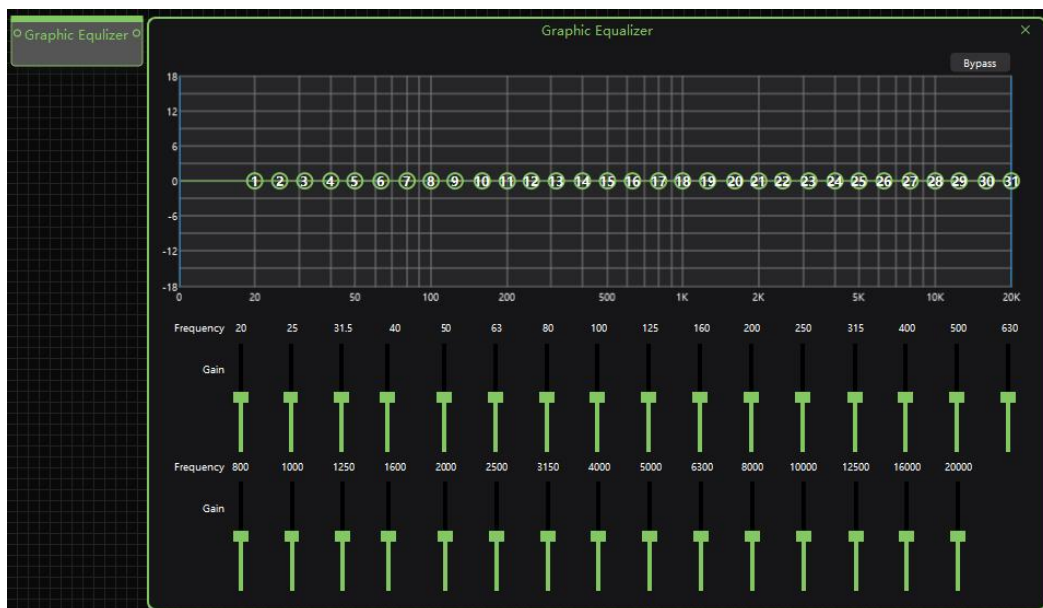 Graphic Equlizer
Graphic Equalizer ×
Bypass
18
12
6
0
-6
-12
-18
1 2 3 4 5 6 7 8 9 10 11 12 13 14 15 16 17 18 19 20 21 22 23 24 25 26 27 28 29 30 31
0 20 50 100 200 500 1K 2K 5K 10K 20K
Frequency 20 25 31.5 40 50 63 80 100 125 160 200 250 315 400 500 630
Gain
Frequency 800 1000 1250 1600 2000 2500 3150 4000 5000 6300 8000 10000 12500 16000 20000
Gain